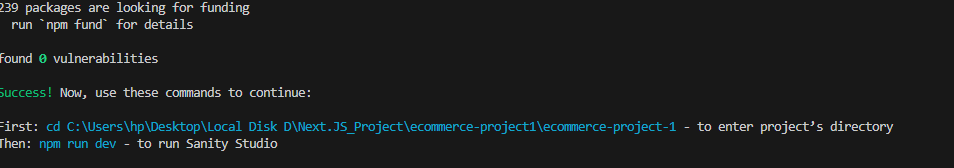 239 packages are looking for funding
run `npm fund` for details
found 0 vulnerabilities
Success! Now, use these commands to continue:
First: cd C:\Users\hp\Desktop\Local Disk D\Next.JS_Project\ecommerce-project1\ecommerce-project-1 - to enter project’s directory
Then: npm run dev - to run Sanity Studio